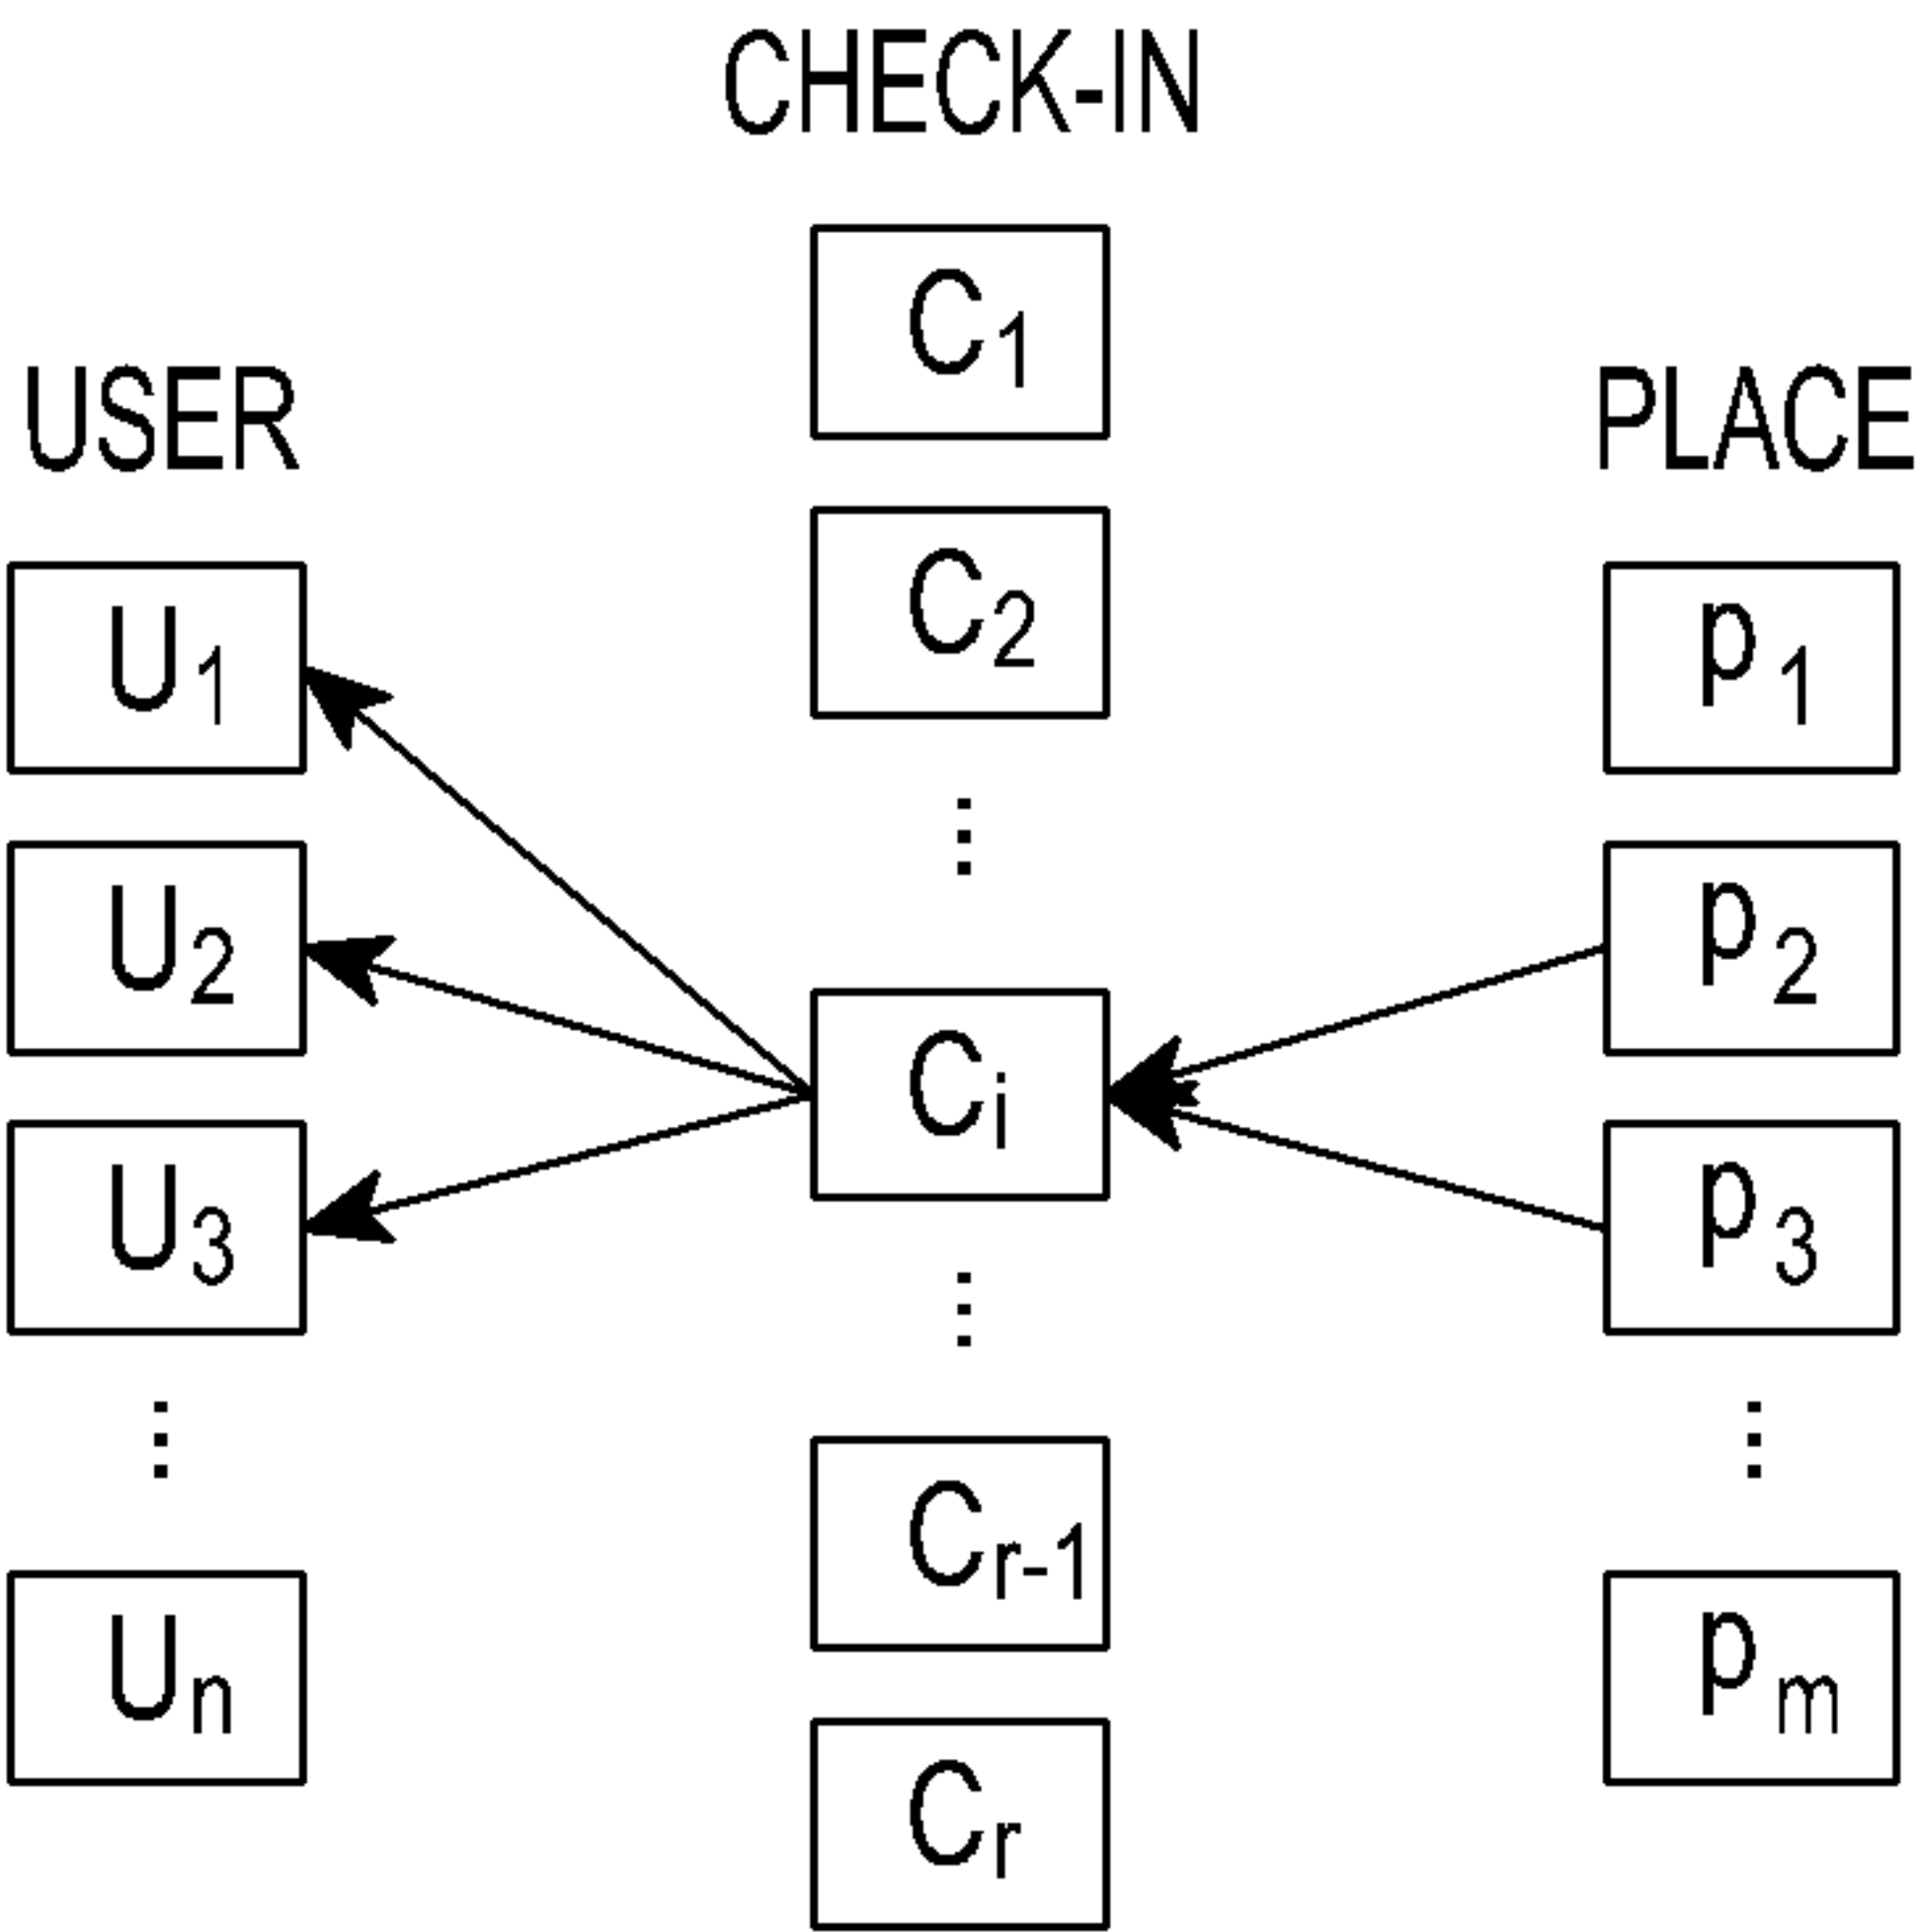 CHECK-IN
C1
C2
⋮
Ci
⋮
Cr-1
Cr
USER
U1
U2
U3
⋮
Un
PLACE
p1
p2
p3
⋮
pm